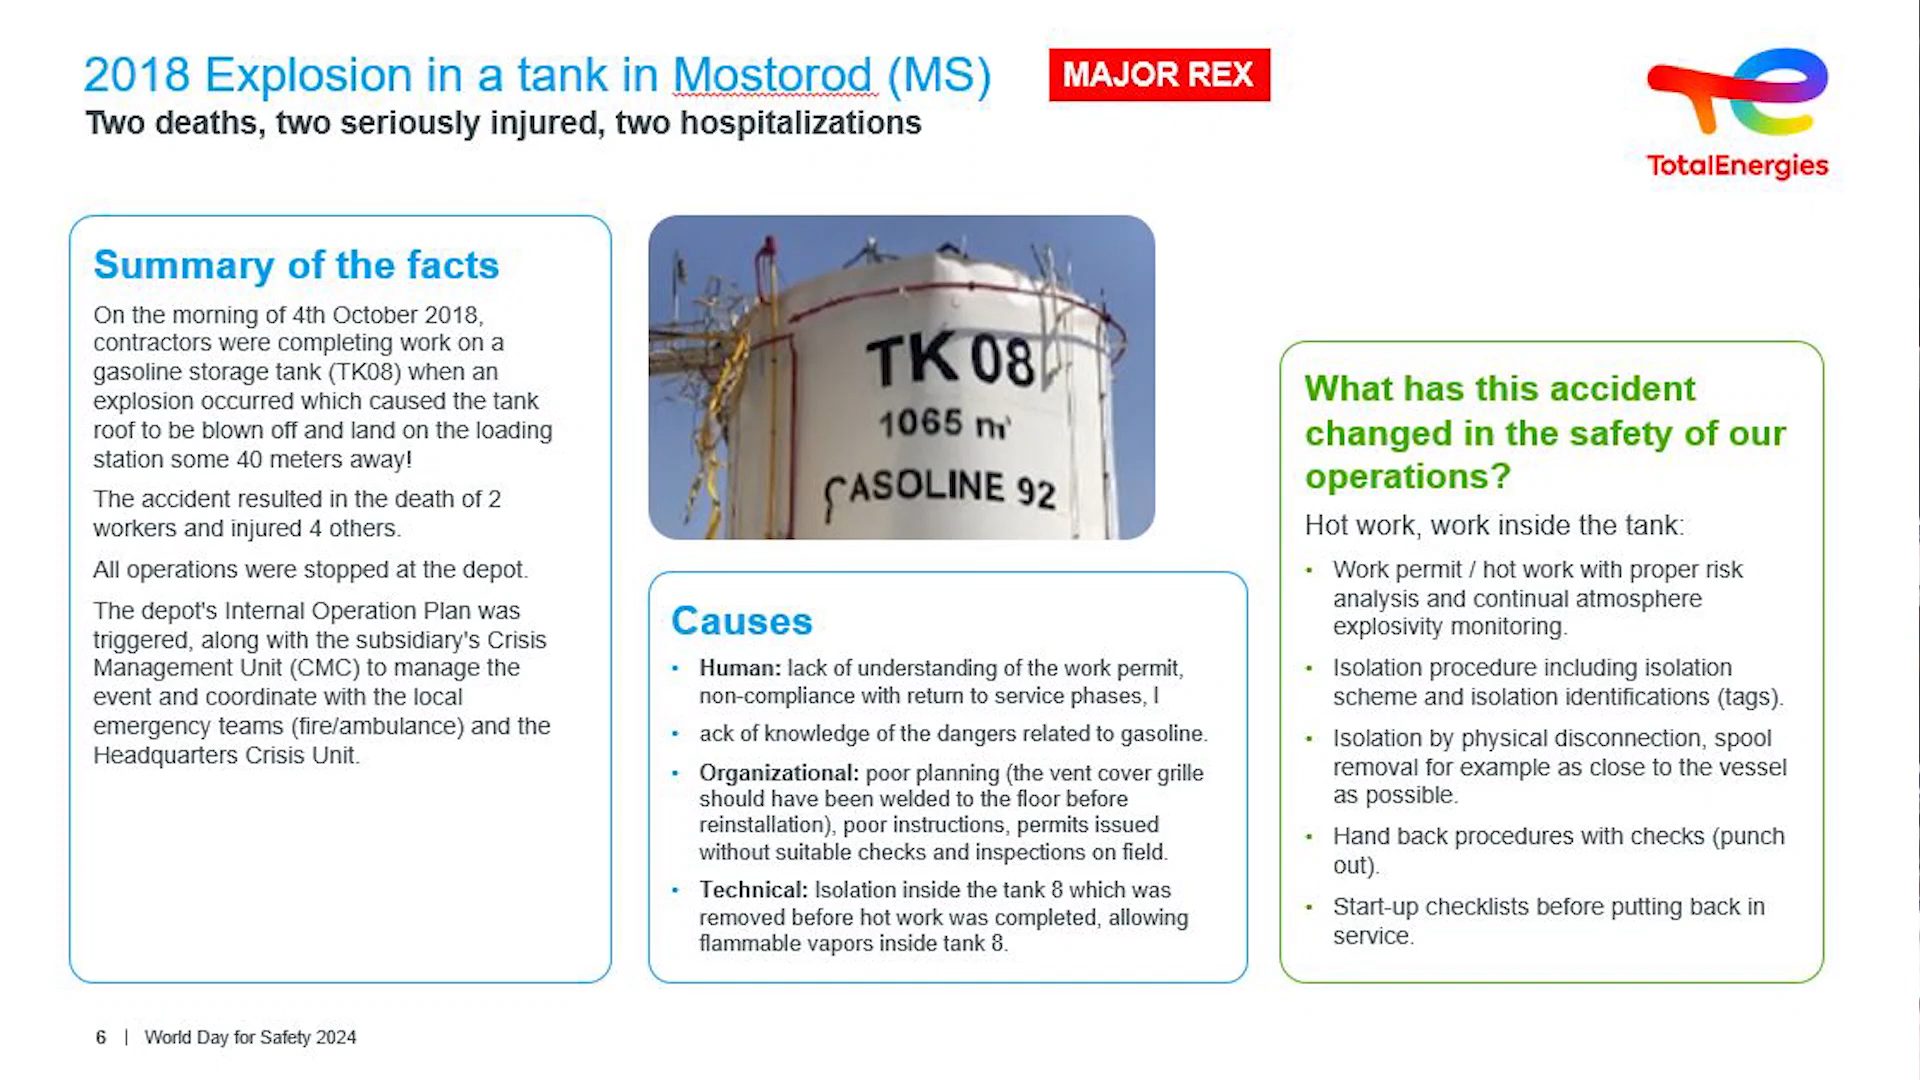 2018 Explosion in a tank in Mostorod (MS)
MAJOR REX
Two deaths, two seriously injured, two hospitalizations
TotalEnergies
Summary of the facts
On the morning of 4th October 2018,
contractors were completing work on a
gasoline storage tank (TK08) when an
explosion occurred which caused the tank
roof to be blown off and land on the loading
station some 40 meters away!
The accident resulted in the death of 2
workers and injured 4 others.
All operations were stopped at the depot.
The depot's Internal Operation Plan was
triggered, along with the subsidiary's Crisis
Management Unit (CMC) to manage the
event and coordinate with the local
emergency teams (fire/ambulance) and the
Headquarters Crisis Unit.
TK 08
1065 m³
GASOLINE 92
Causes
• Human: lack of understanding of the work permit,
non-compliance with return to service phases, l
• ack of knowledge of the dangers related to gasoline.
• Organizational: poor planning (the vent cover grille
should have been welded to the floor before
reinstallation), poor instructions, permits issued
without suitable checks and inspections on field.
• Technical: Isolation inside the tank 8 which was
removed before hot work was completed, allowing
flammable vapors inside tank 8.
What has this accident
changed in the safety of our
operations?
Hot work, work inside the tank:
• Work permit / hot work with proper risk
analysis and continual atmosphere
explosivity monitoring.
• Isolation procedure including isolation
scheme and isolation identifications (tags).
• Isolation by physical disconnection, spool
removal for example as close to the vessel
as possible.
• Hand back procedures with checks (punch
out).
• Start-up checklists before putting back in
service.
6 | World Day for Safety 2024